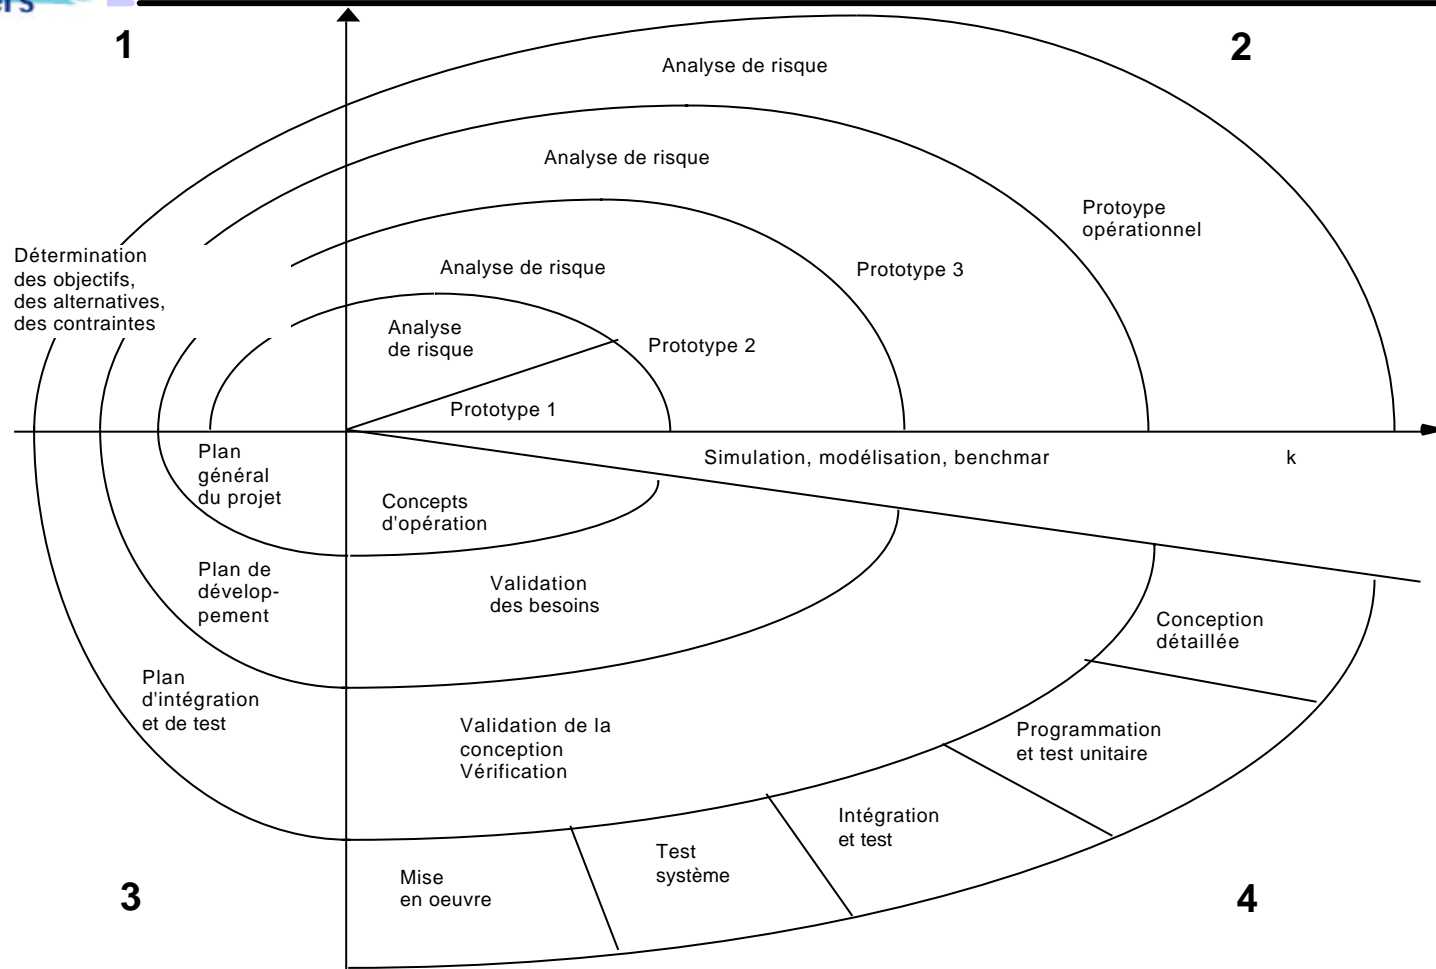 1
2
Analyse de risque
Analyse de risque
Protoype
opérationnel
Détermination
des objectifs,
des alternatives,
des contraintes
Analyse de risque
Prototype 3
Analyse
de risque
Prototype 2
Prototype 1
Plan
général
du projet
Simulation, modélisation, benchmar
k
Concepts
d'opération
Plan de
dévelop-
pement
Validation
des besoins
Conception
détaillée
Plan
d'intégration
et de test
Validation de la
conception
Vérification
Programmation
et test unitaire
Intégration
et test
Test
système
Mise
en oeuvre
3
4